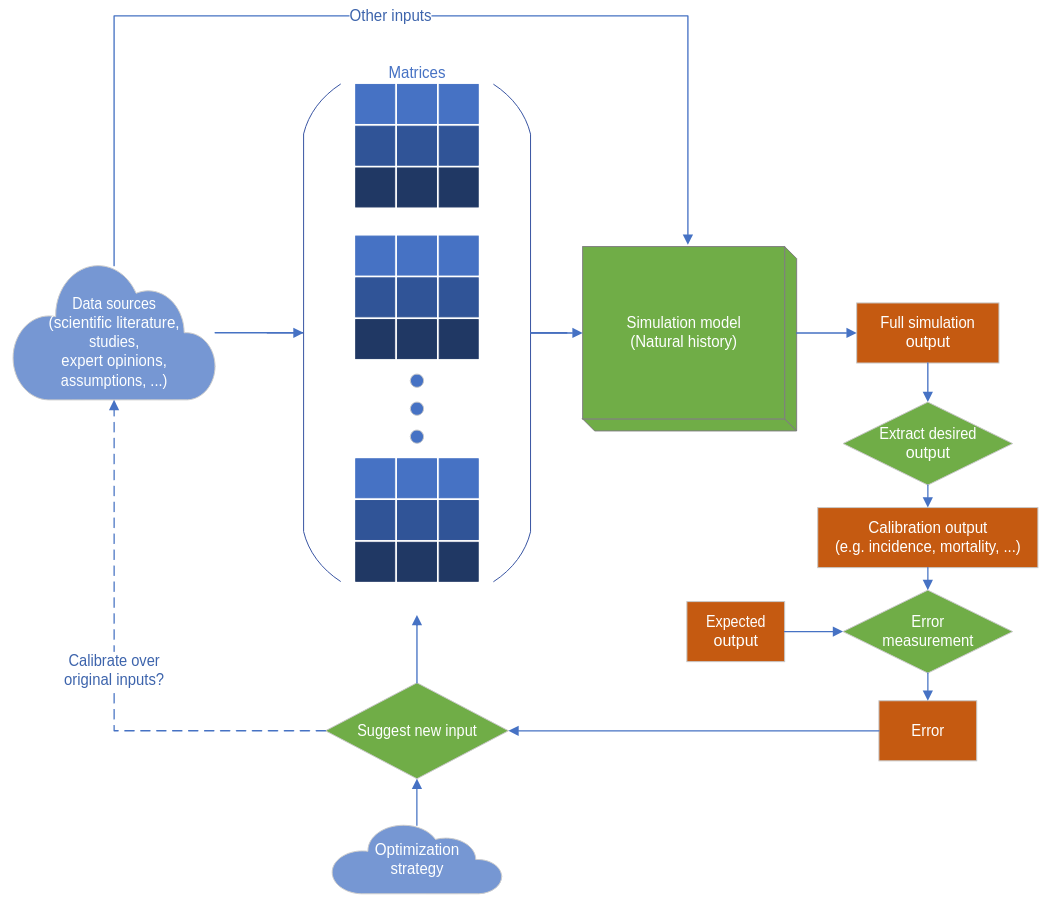 Other inputs
Matrices
Data sources
(scientific literature,
studies,
expert opinions,
assumptions, ...)
Simulation model
(Natural history)
Full simulation
output
Extract desired
output
Calibration output
(e.g. incidence, mortality, ...)
Expected
output
Error
measurement
Calibrate over
original inputs?
Suggest new input
Error
Optimization
strategy